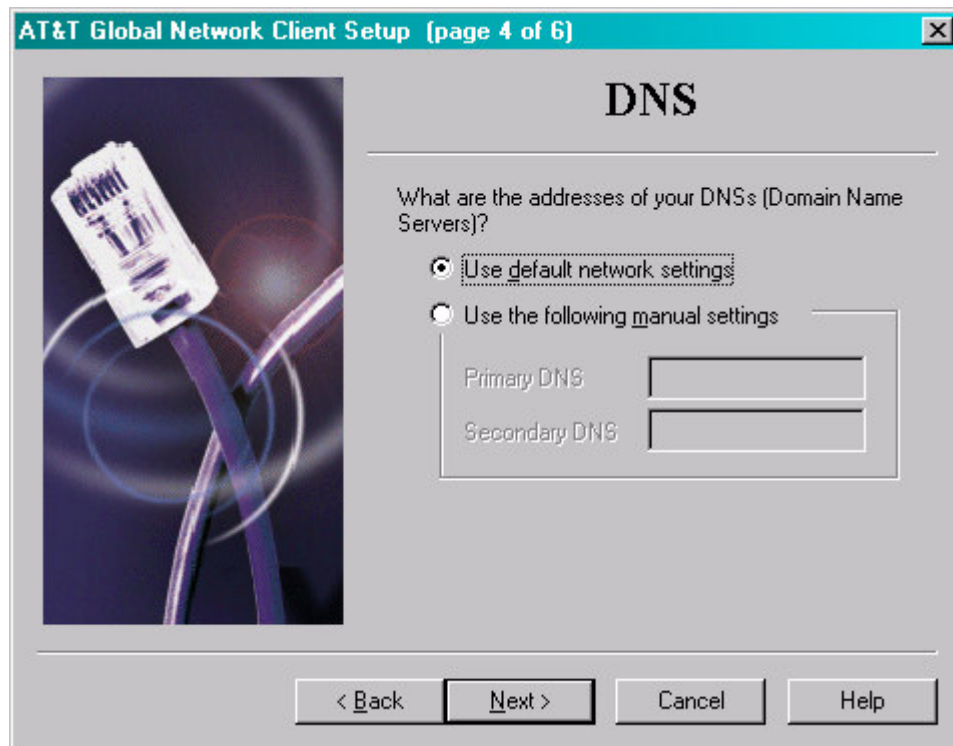 AT&T Global Network Client Setup (page 4 of 6)
DNS
What are the addresses of your DNSs (Domain Name
Servers)?
Use default network settings
Use the following manual settings
Primary DNS
Secondary DNS
< Back
Next >
Cancel
Help